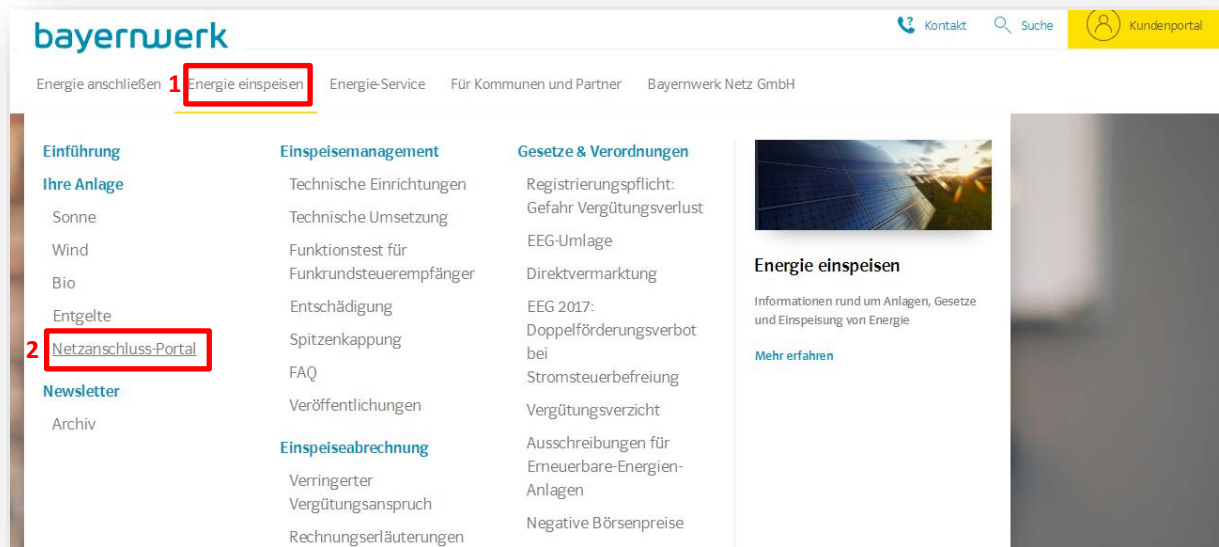 bayernwerk
Kontakt
Suche
Kundenportal
Energie anschließen
1
Energie einspeisen
Energie-Service
Für Kommunen und Partner
Bayernwerk Netz GmbH
Einführung
Ihre Anlage
Sonne
Wind
Bio
Entgelte
2
Netzanschluss-Portal
Newsletter
Archiv
Einspeisemanagement
Technische Einrichtungen
Technische Umsetzung
Funktionstest für
Funkrundsteuerempfänger
Entschädigung
Spitzenkappung
FAQ
Veröffentlichungen
Einspeiseabrechnung
Verringerter
Vergütungsanspruch
Rechnungserläuterungen
Gesetze & Verordnungen
Registrierungspflicht:
Gefahr Vergütungsverlust
EEG-Umlage
Direktvermarktung
EEG 2017:
Doppelförderungsverbot
bei
Stromsteuerbefreiung
Vergütungsverzicht
Ausschreibungen für
Erneuerbare-Energien-
Anlagen
Negative Börsenpreise
Energie einspeisen
Informationen rund um Anlagen, Gesetze
und Einspeisung von Energie
Mehr erfahren